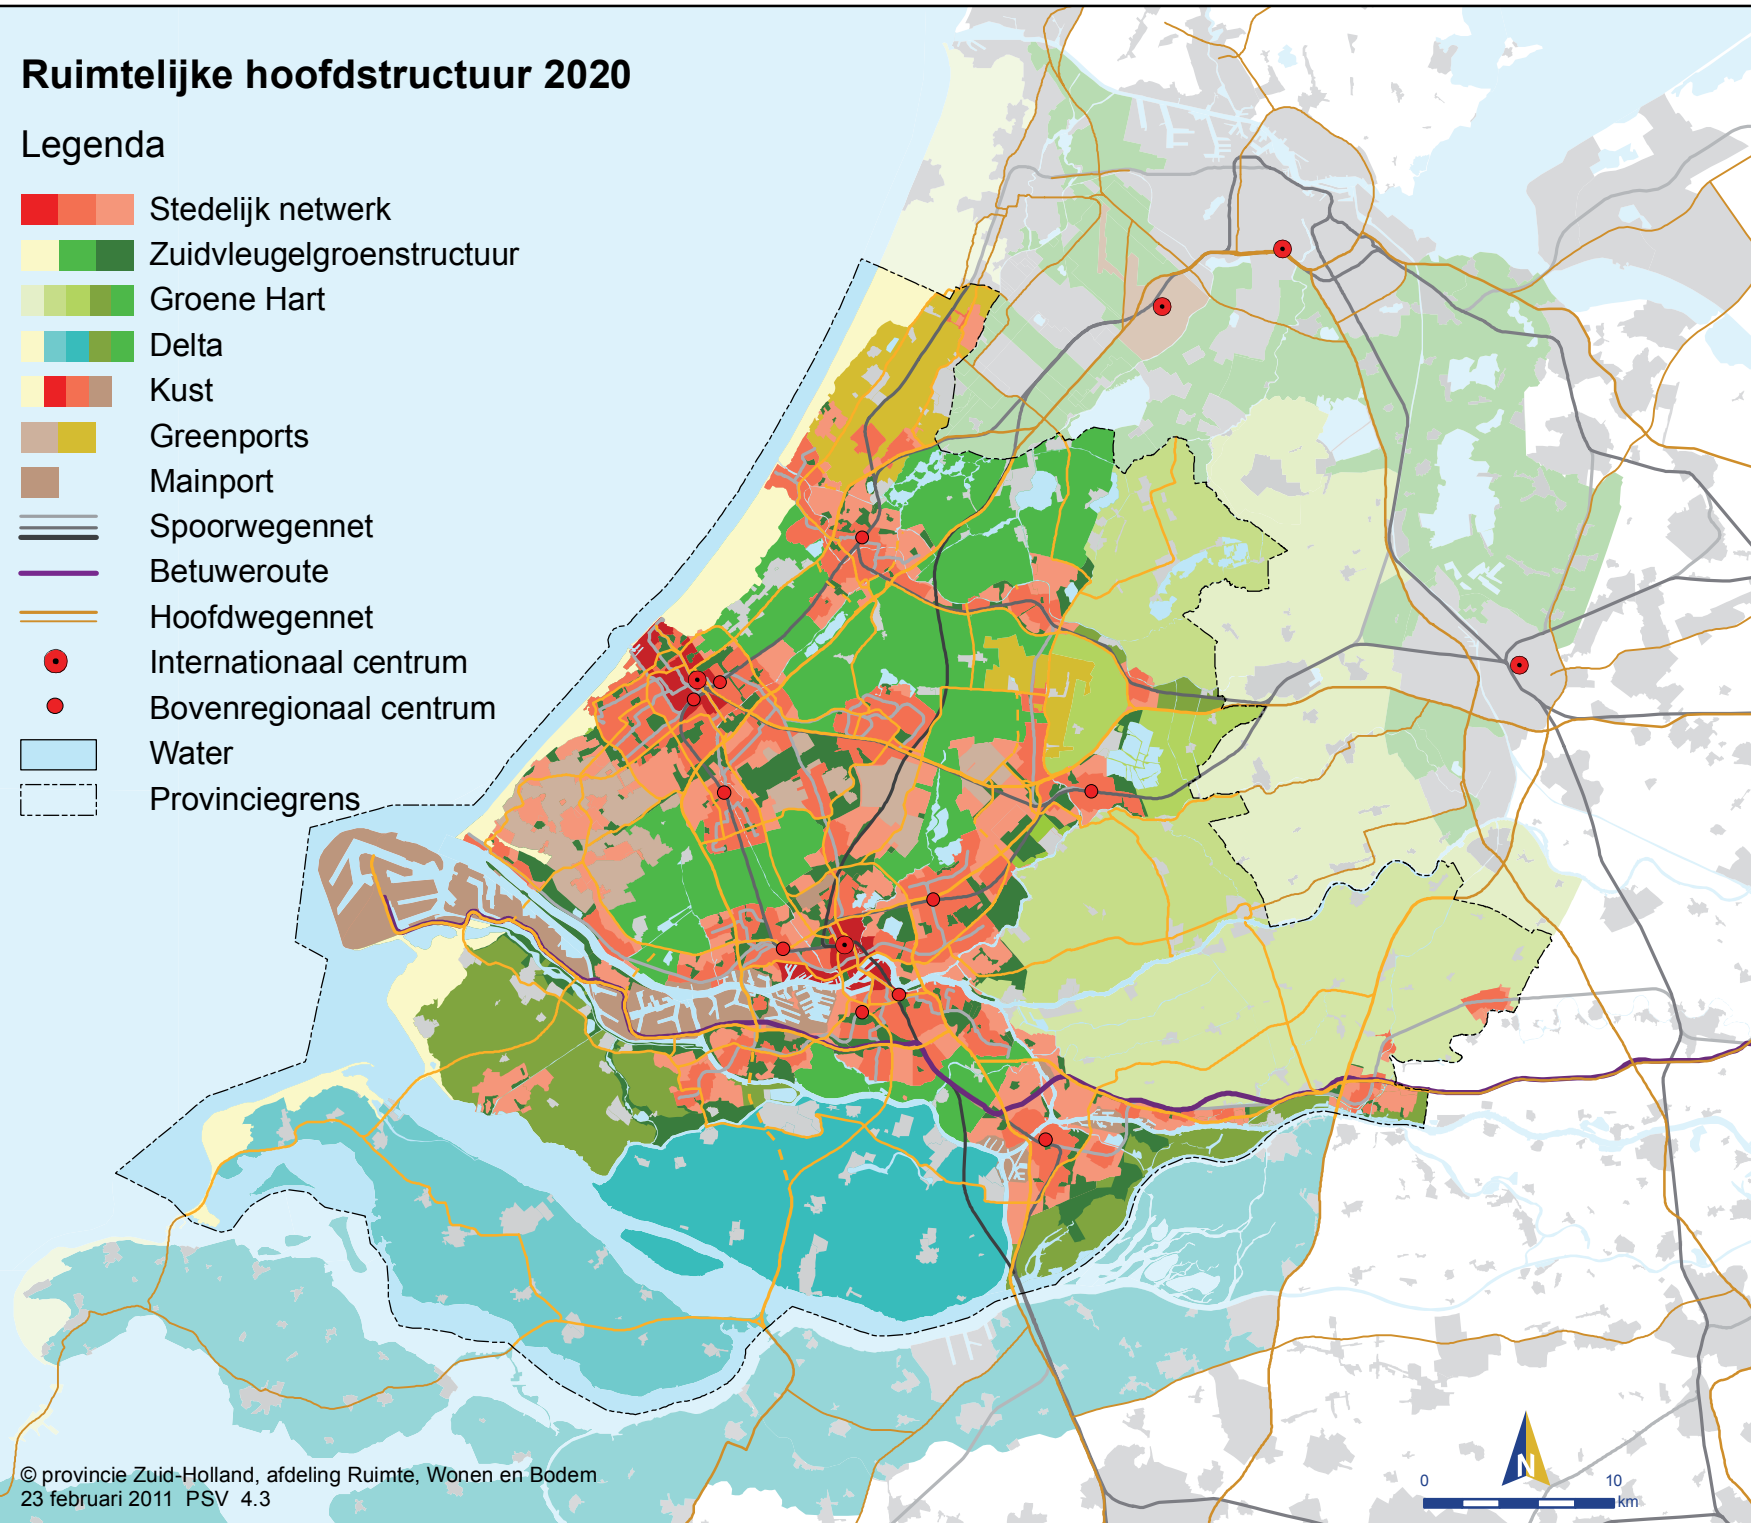 Ruimtelijke hoofdstructuur 2020
Legenda
Stedelijk netwerk
Zuidvleugelgroenstructuur
Groene Hart
Delta
Kust
Greenports
Mainport
Spoorwegennet
Betuweroute
Hoofdwegennet
Internationaal centrum
Bovenregionaal centrum
Water
Provinciegrens
© provincie Zuid-Holland, afdeling Ruimte, Wonen en Bodem
23 februari 2011 PSV 4.3
N
0 10
km